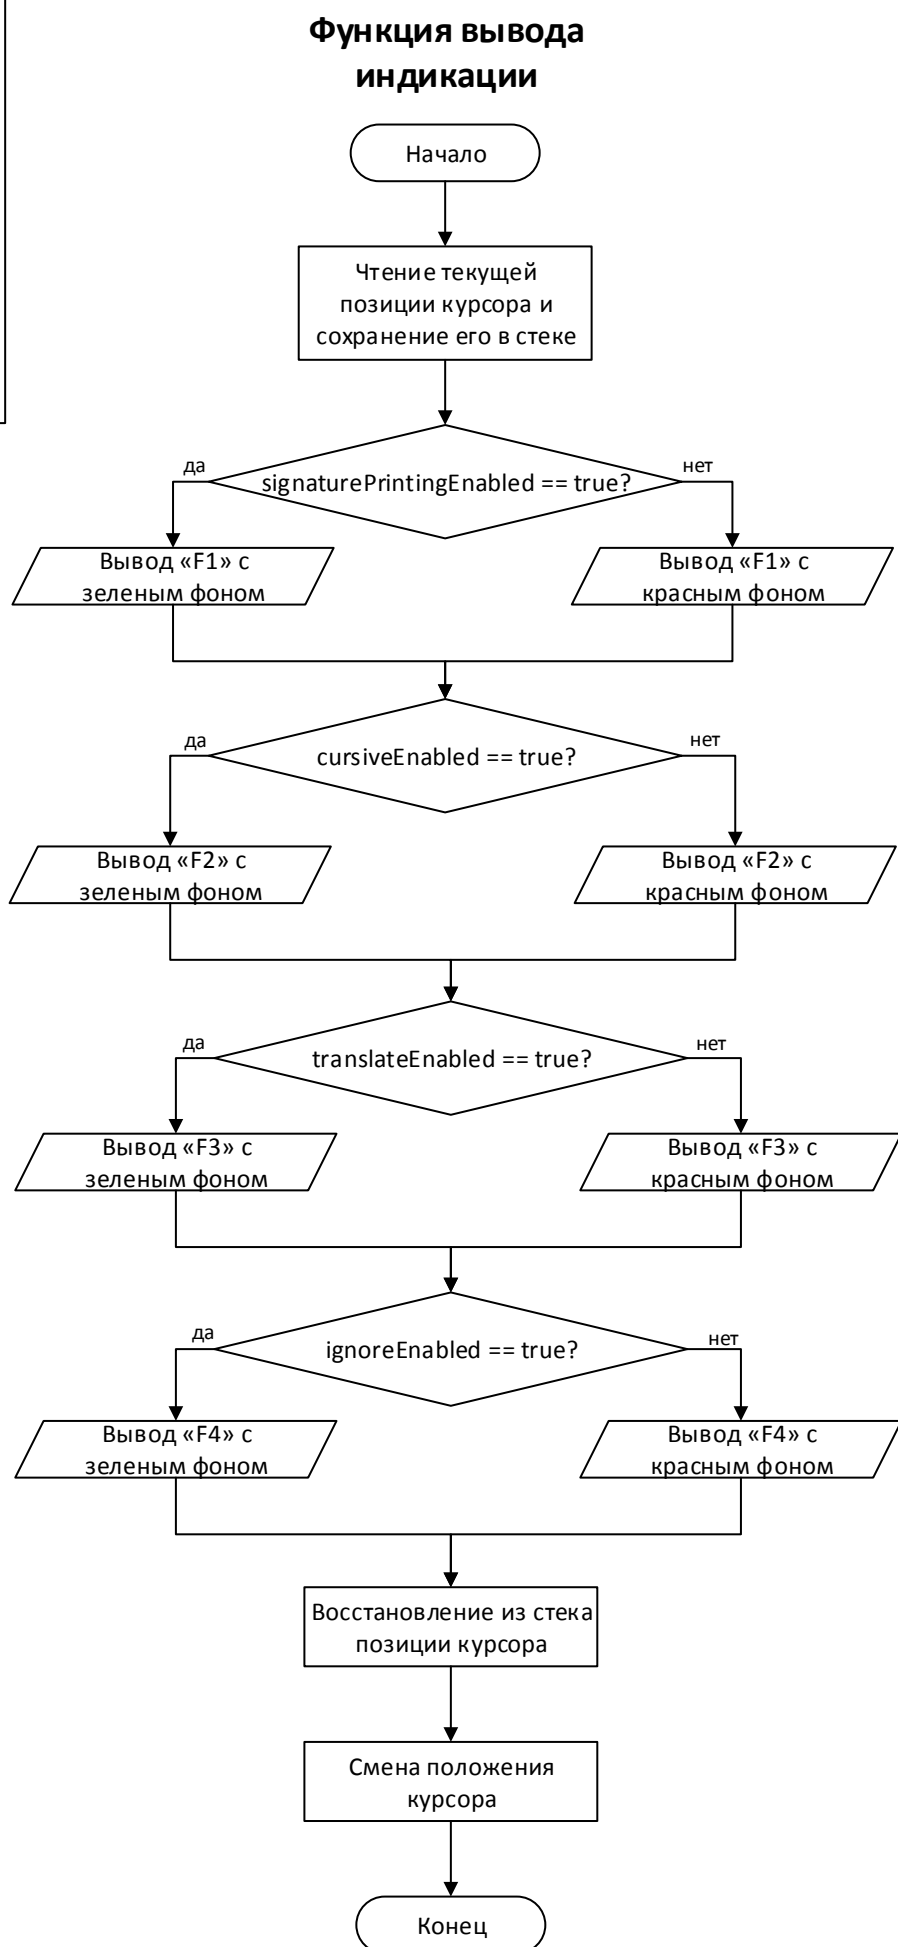 Функция вывода
индикации
Начало
Чтение текущей
позиции курсора и
сохранение его в стеке
да
signaturePrintingEnabled == true?
нет
Вывод «F1» с
зеленым фоном
Вывод «F1» с
красным фоном
да
cursiveEnabled == true?
нет
Вывод «F2» с
зеленым фоном
Вывод «F2» с
красным фоном
да
translateEnabled == true?
нет
Вывод «F3» с
зеленым фоном
Вывод «F3» с
красным фоном
да
ignoreEnabled == true?
нет
Вывод «F4» с
зеленым фоном
Вывод «F4» с
красным фоном
Восстановление из стека
позиции курсора
Смена положения
курсора
Конец